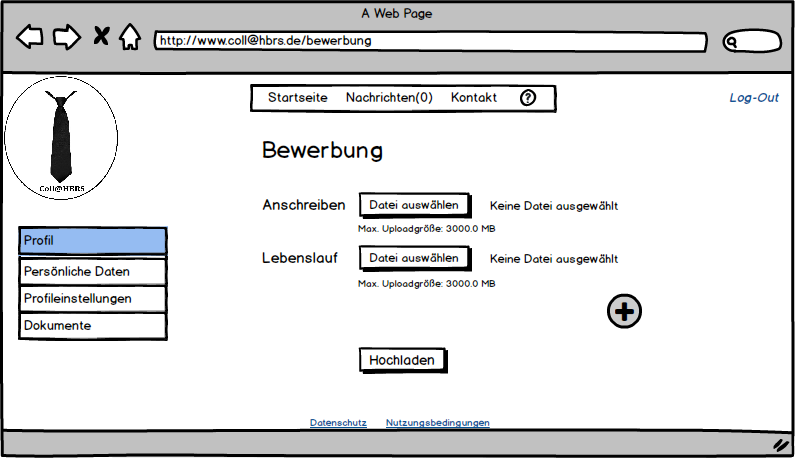 A Web Page
http://www.coll@hbrs.de/bewerbung
Startseite Nachrichten(0) Kontakt ?
Log-Out
Coll@HBRS
Bewerbung
Anschreiben Datei auswählen Keine Datei ausgewählt
Max. Uploadgröße: 3000.0 MB
Profil
Lebenslauf Datei auswählen Keine Datei ausgewählt
Max. Uploadgröße: 3000.0 MB
Persönliche Daten
Profileinstellungen
Dokumente
Hochladen
Datenschutz Nutzungsbedingungen